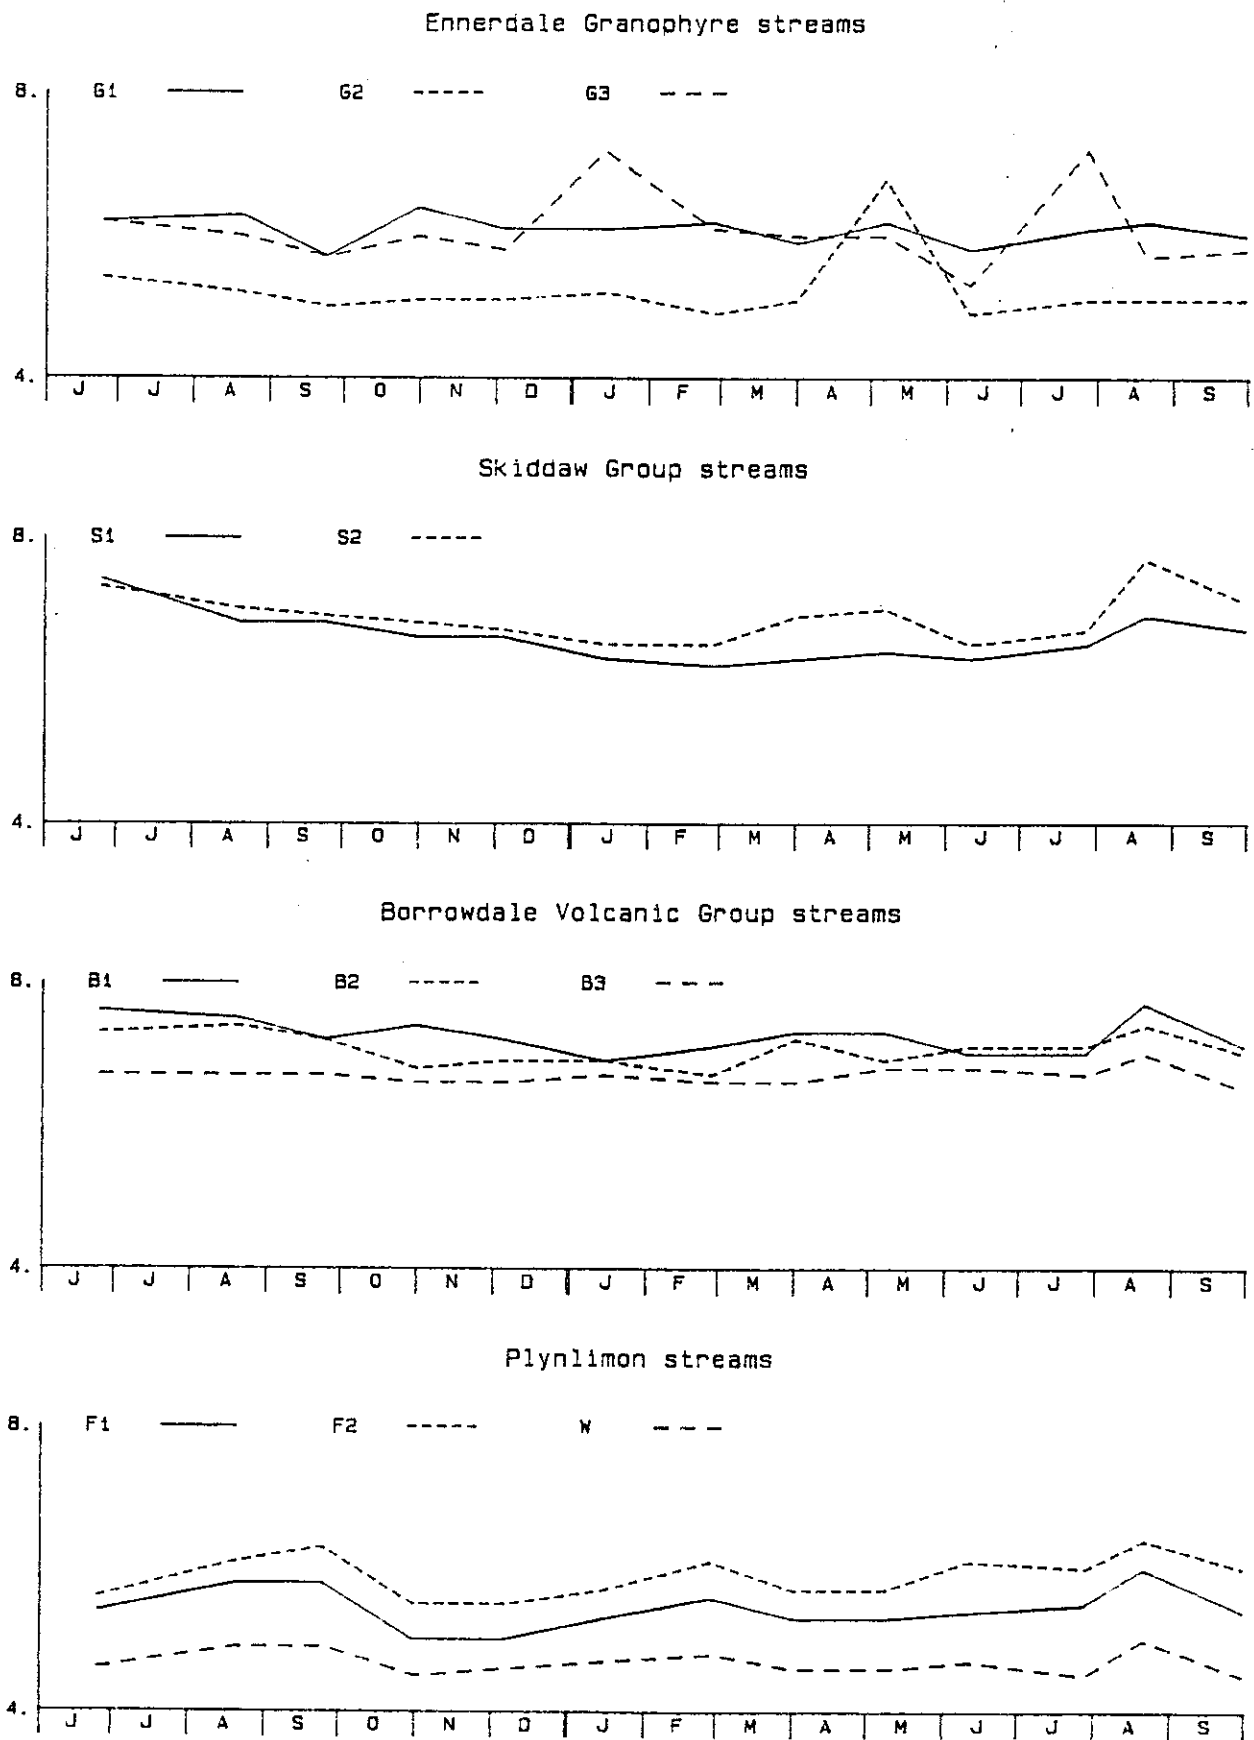 Ennerdale Granophyre streams
8. G1 G2 G3
4.
J J A S O N D J F M A M J J A S
Skiddaw Group streams
8. S1 S2
4.
J J A S O N D J F M A M J J A S
Borrowdale Volcanic Group streams
8. B1 B2 B3
4.
J J A S O N D J F M A M J J A S
Plynlimon streams
8. F1 F2 W
4.
J J A S O N D J F M A M J J A S